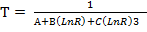 T = 1
A+B(LnR)+C(LnR)3